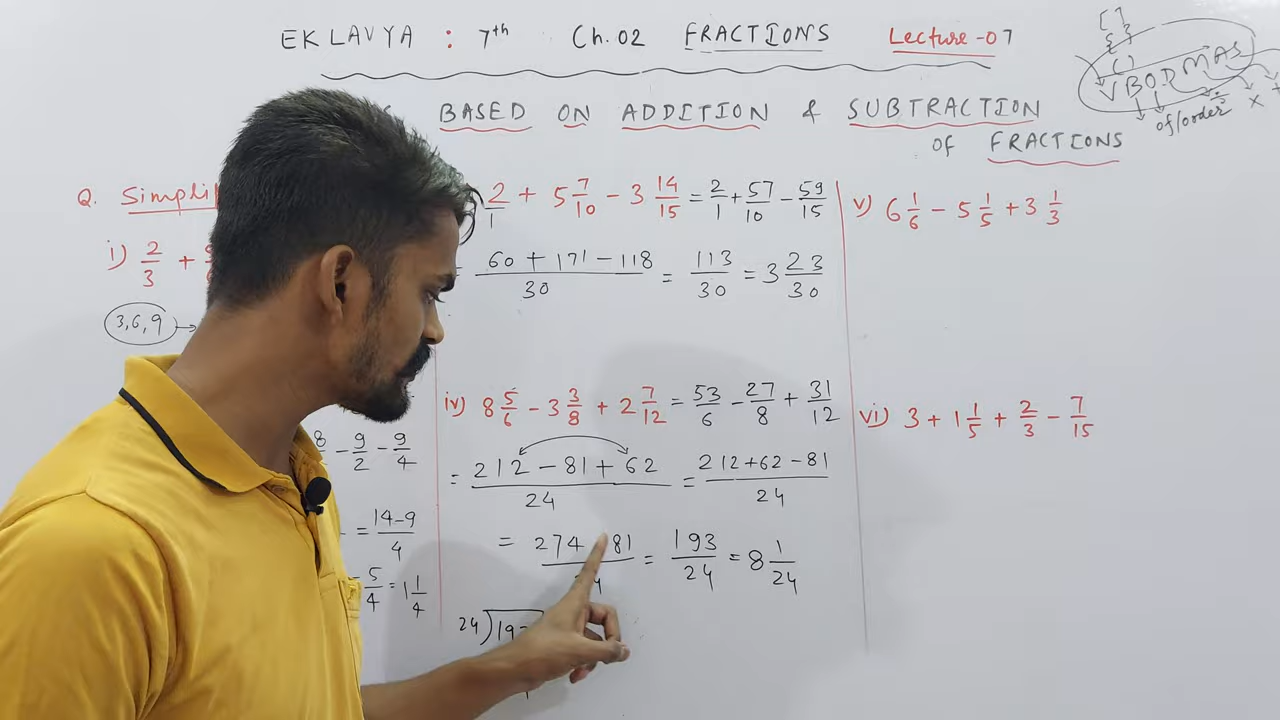 EKLAVYA : 7th Ch.02 FRACTIONS Lecture-07
[ ]
{ }
( )
VBODMAS
of/order ÷ × +
BASED ON ADDITION & SUBTRACTION
of FRACTIONS
Q. Simplif
i) 2/3 +
3,6,9 →
8/ - 9/2 - 9/4
= 14-9/4
5/4 = 1 1/4
2/1 + 5 7/10 - 3 14/15 = 2/1 + 57/10 - 59/15
= 60 + 171 - 118/30 = 113/30 = 3 23/30
iv) 8 5/6 - 3 3/8 + 2 7/12 = 53/6 - 27/8 + 31/12
= 212 - 81 + 62/24 = 212+62-81/24
= 274 81/4 = 193/24 = 8 1/24
24)19
v) 6 1/6 - 5 1/5 + 3 1/3
vi) 3 + 1 1/5 + 2/3 - 7/15